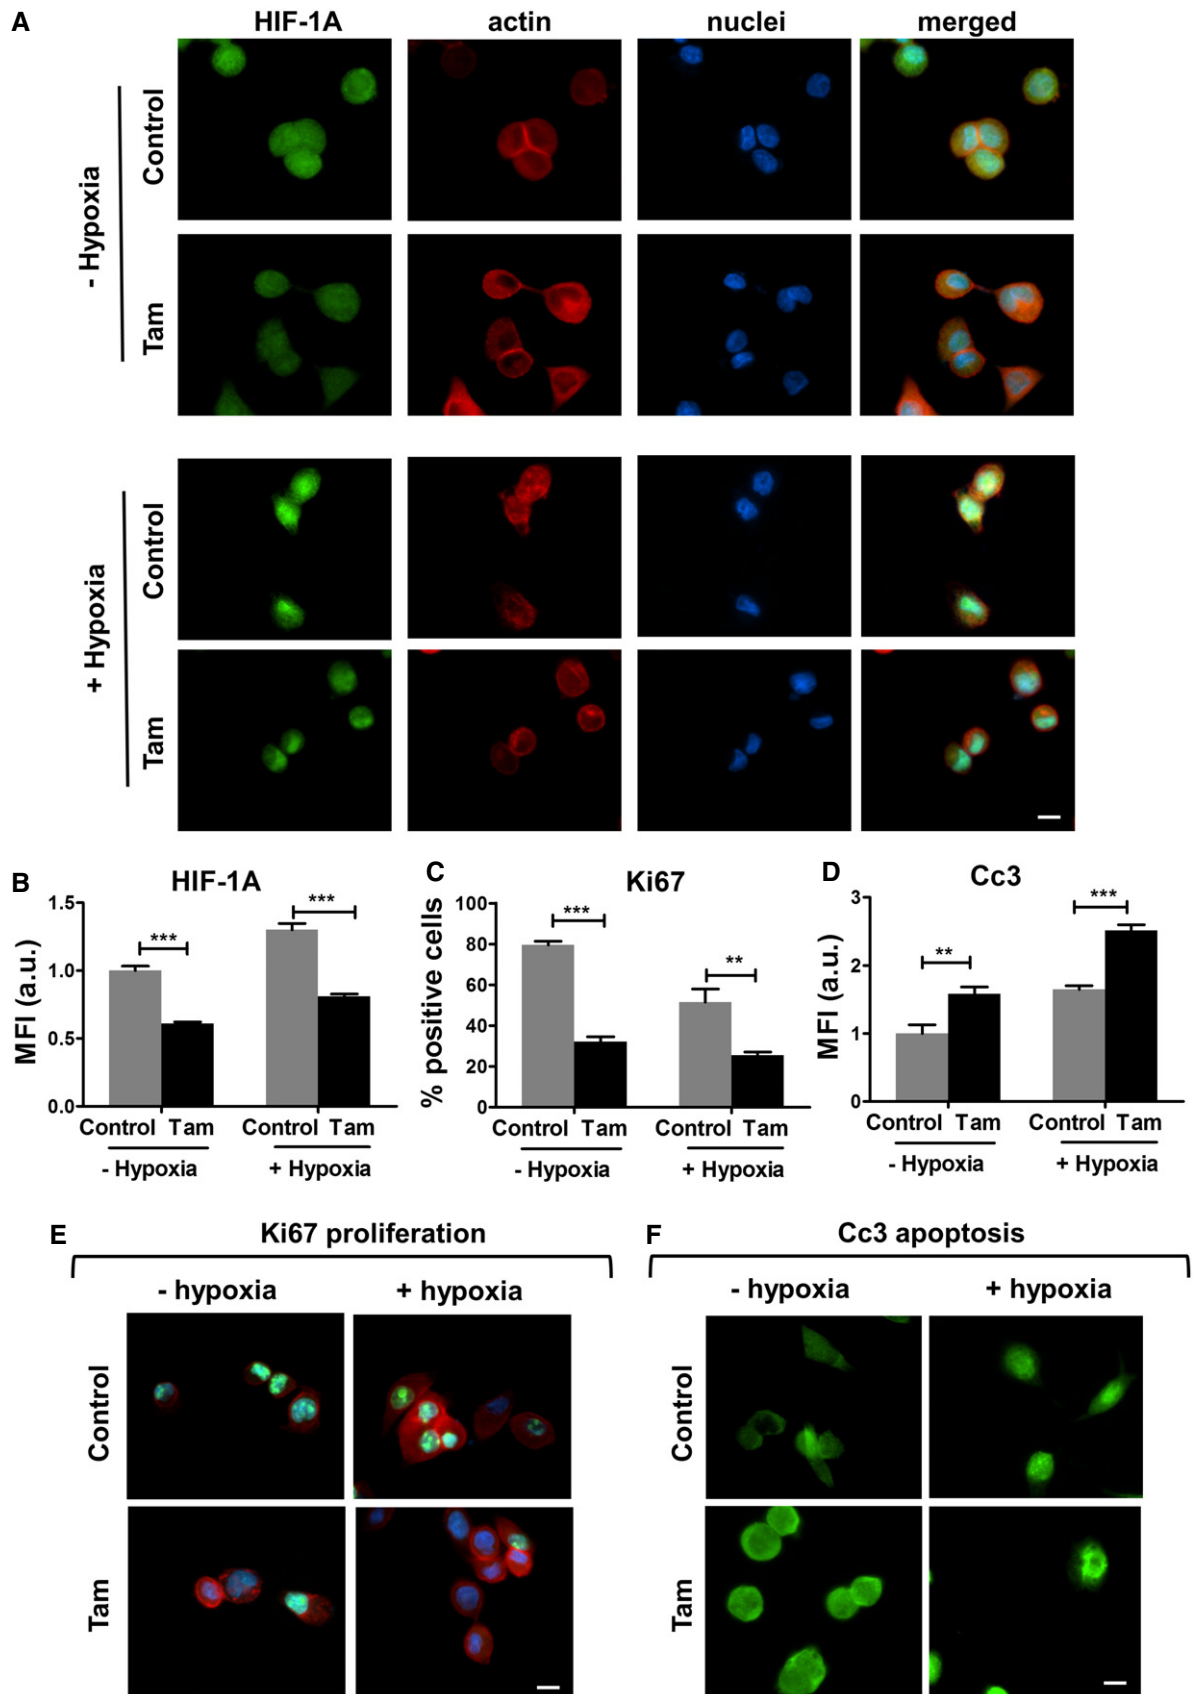 A
HIF-1A actin nuclei merged
- Hypoxia
Control
Tam
+ Hypoxia
Control
Tam
B
HIF-1A
MFI (a.u.)
1.5
1.0
0.5
0.0
***
***
Control Tam Control Tam
- Hypoxia + Hypoxia
C
Ki67
% positive cells
100
80
60
40
20
0
***
**
Control Tam Control Tam
- Hypoxia + Hypoxia
D
Cc3
MFI (a.u.)
3
2
1
0
**
***
Control Tam Control Tam
- Hypoxia + Hypoxia
E
Ki67 proliferation
- hypoxia + hypoxia
Control
Tam
F
Cc3 apoptosis
- hypoxia + hypoxia
Control
Tam